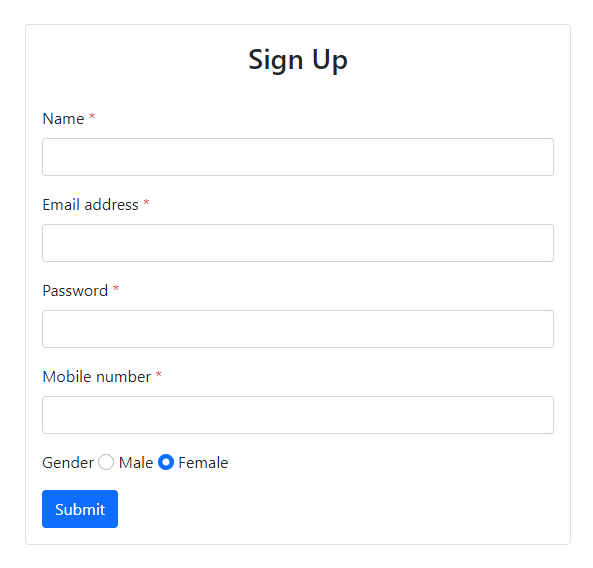 Sign Up
Name *
Email address *
Password *
Mobile number *
Gender Male Female
Submit